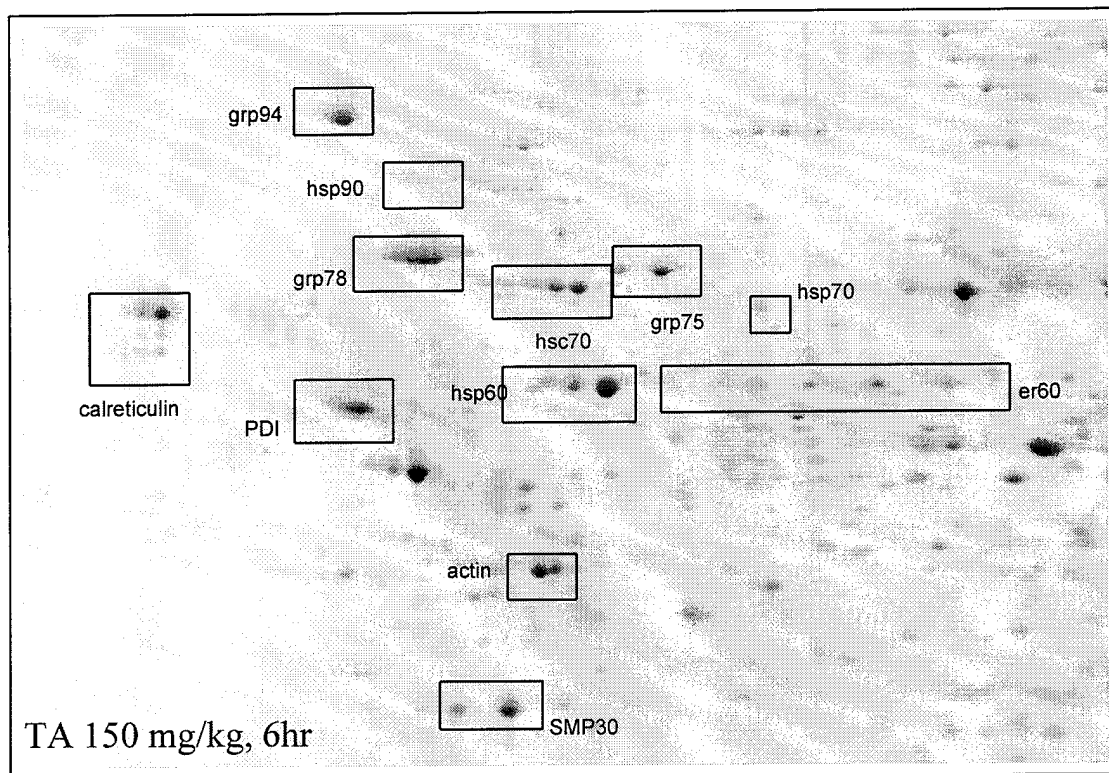 grp94
hsp90
grp78
hsp70
grp75
hsc70
calreticulin
hsp60
er60
PDI
actin
SMP30
TA 150 mg/kg, 6hr